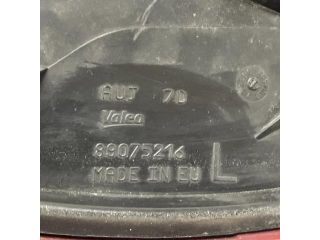 AUT 70
Valeo
89075216
MADE IN EU L